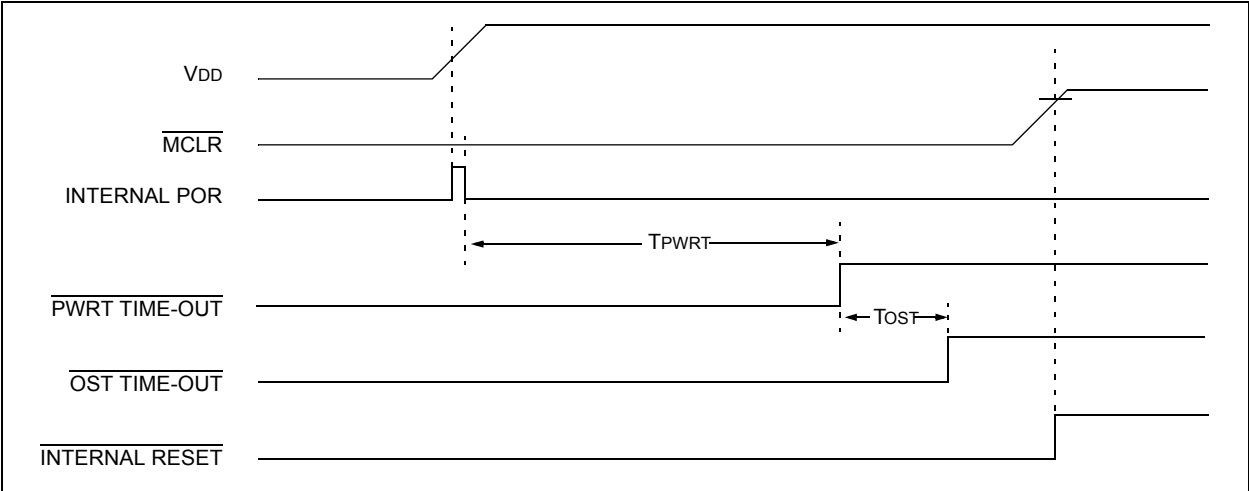 VDD
MCLR
INTERNAL POR
TPWRT
PWRT TIME-OUT
TOST
OST TIME-OUT
INTERNAL RESET